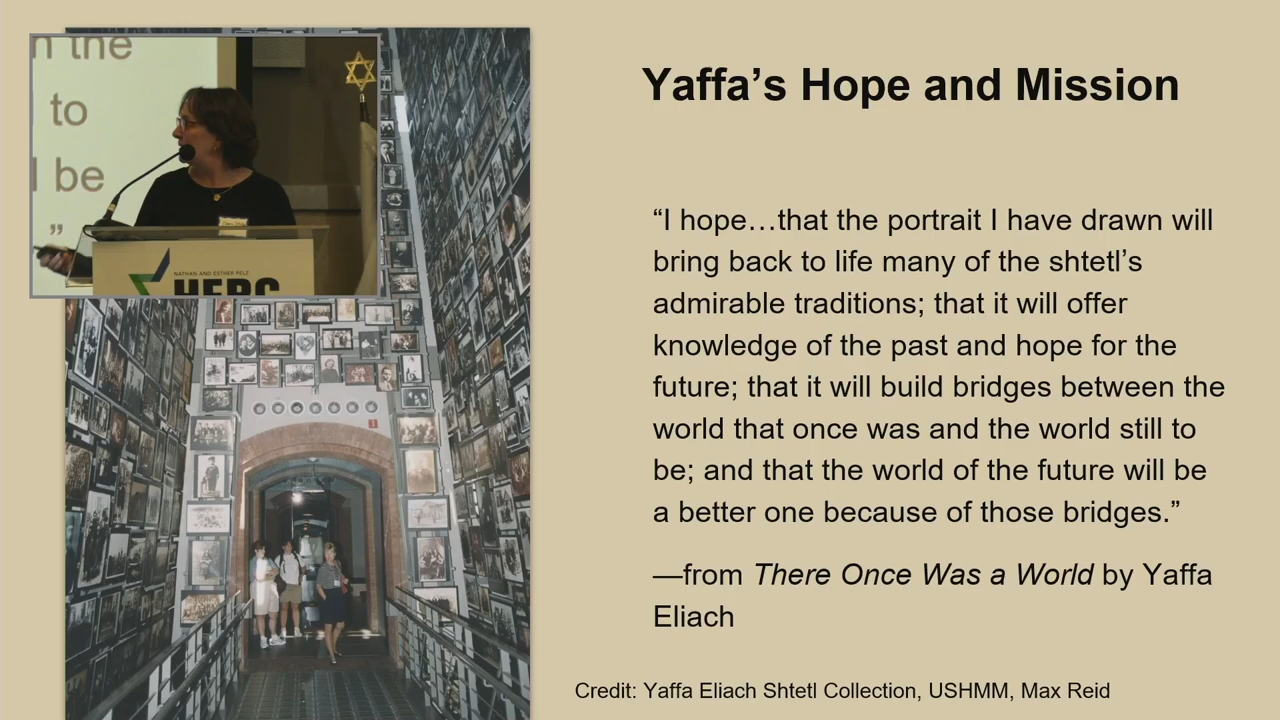 n the
to
be
”
NATHAN AND ESTHER PELZ
HERC
Yaffa’s Hope and Mission
“I hope…that the portrait I have drawn will
bring back to life many of the shtetl’s
admirable traditions; that it will offer
knowledge of the past and hope for the
future; that it will build bridges between the
world that once was and the world still to
be; and that the world of the future will be
a better one because of those bridges.”
—from There Once Was a World by Yaffa
Eliach
Credit: Yaffa Eliach Shtetl Collection, USHMM, Max Reid